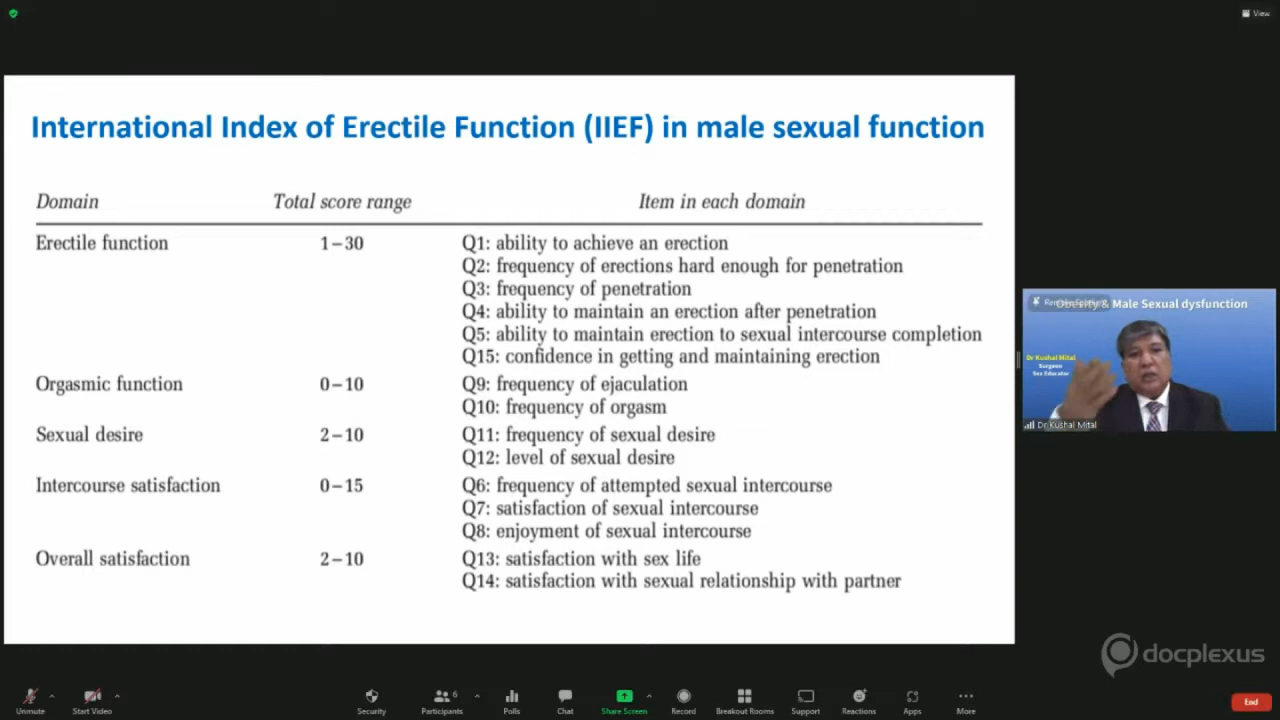 View
International Index of Erectile Function (IIEF) in male sexual function
Domain Total score range Item in each domain
Erectile function 1–30 Q1: ability to achieve an erection
Q2: frequency of erections hard enough for penetration
Q3: frequency of penetration
Q4: ability to maintain an erection after penetration
Q5: ability to maintain erection to sexual intercourse completion
Q15: confidence in getting and maintaining erection
Orgasmic function 0–10 Q9: frequency of ejaculation
Q10: frequency of orgasm
Sexual desire 2–10 Q11: frequency of sexual desire
Q12: level of sexual desire
Intercourse satisfaction 0–15 Q6: frequency of attempted sexual intercourse
Q7: satisfaction of sexual intercourse
Q8: enjoyment of sexual intercourse
Overall satisfaction 2–10 Q13: satisfaction with sex life
Q14: satisfaction with sexual relationship with partner
& Male Sexual dysfunction
Dr Kushal Mital
Surgeon
Sex Educator
Dr Kushal Mital
docplexus
6
Unmute Start Video Security Participants Polls Chat Share Screen Record Breakout Rooms Support Reactions Apps More End